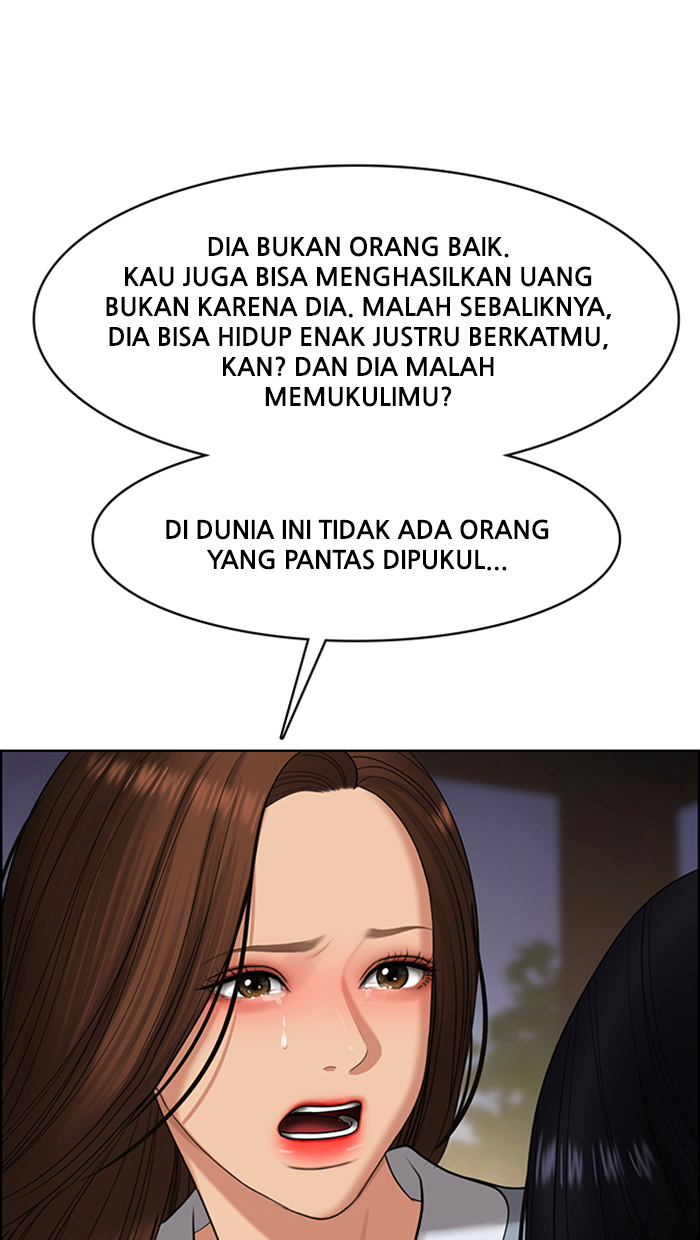 DIA BUKAN ORANG BAIK.
KAU JUGA BISA MENGHASILKAN UANG
BUKAN KARENA DIA. MALAH SEBALIKNYA,
DIA BISA HIDUP ENAK JUSTRU BERKATMU,
KAN? DAN DIA MALAH
MEMUKULIMU?
DI DUNIA INI TIDAK ADA ORANG
YANG PANTAS DIPUKUL...